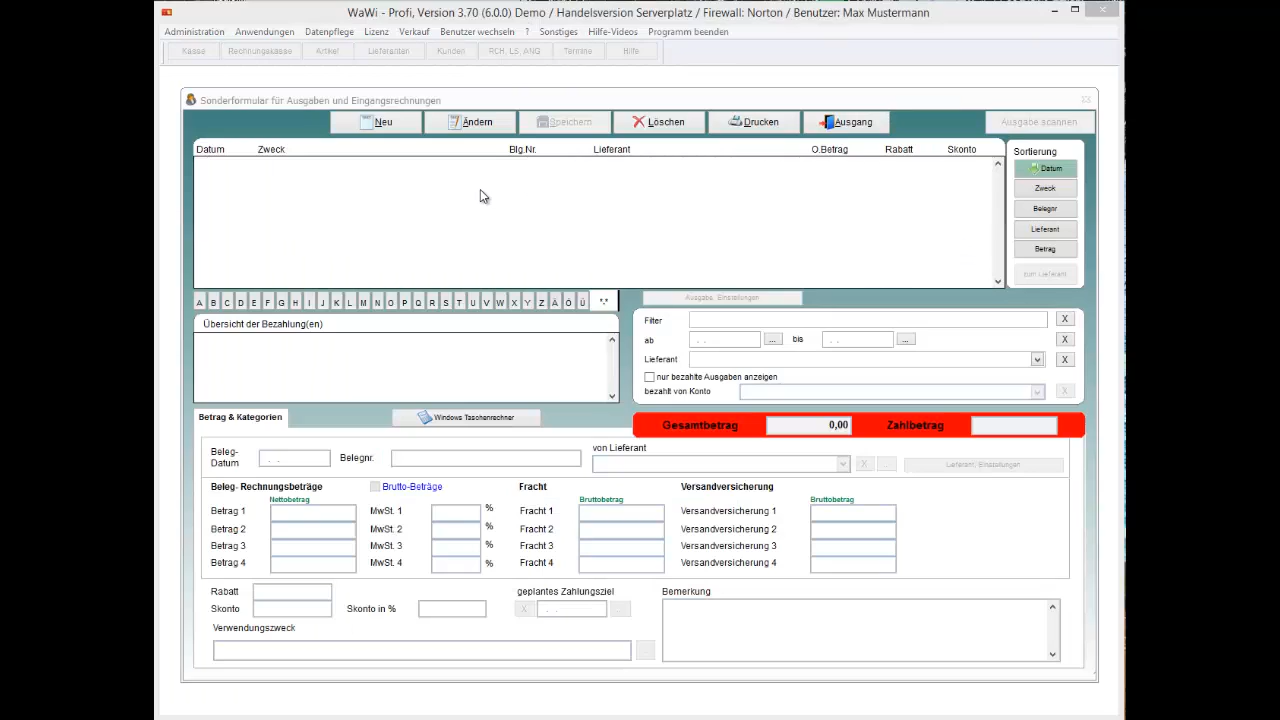 WaWi - Profi, Version 3.70 (6.0.0) Demo / Handelsversion Serverplatz / Firewall: Norton / Benutzer: Max Mustermann
Administration Anwendungen Datenpflege Lizenz Verkauf Benutzer wechseln ? Sonstiges Hilfe-Videos Programm beenden
Kasse Rechnungskasse Artikel Lieferanten Kunden RCH, LS, ANG Termine Hilfe
Sonderformular für Ausgaben und Eingangsrechnungen
Neu Ändern Speichern Löschen Drucken Ausgang Ausgabe scannen
Datum Zweck Blg.Nr. Lieferant O.Betrag Rabatt Skonto
Sortierung
Datum
Zweck
Belegnr
Lieferant
Betrag
zum Lieferant
A B C D E F G H I J K L M N O P Q R S T U V W X Y Z Ä Ö Ü *.*
Ausgabe, Einstellungen
Übersicht der Bezahlung(en)
Filter X
ab . . ... bis . . ... X
Lieferant X
nur bezahlte Ausgaben anzeigen
bezahlt von Konto X
Betrag & Kategorien Windows Taschenrechner
Gesamtbetrag 0,00 Zahlbetrag
Beleg-
Datum . . Belegnr. von Lieferant X ... Lieferant, Einstellungen
Beleg- Rechnungsbeträge Brutto-Beträge Fracht Versandversicherung
Nettobetrag Bruttobetrag Bruttobetrag
Betrag 1 MwSt. 1 % Fracht 1 Versandversicherung 1
Betrag 2 MwSt. 2 % Fracht 2 Versandversicherung 2
Betrag 3 MwSt. 3 % Fracht 3 Versandversicherung 3
Betrag 4 MwSt. 4 % Fracht 4 Versandversicherung 4
Rabatt geplantes Zahlungsziel Bemerkung
Skonto Skonto in % X . . ...
Verwendungszweck
...